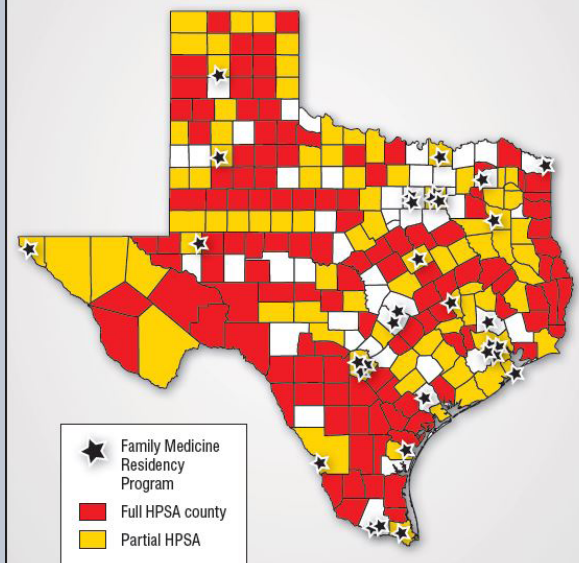 Family Medicine
Residency
Program
Full HPSA county
Partial HPSA